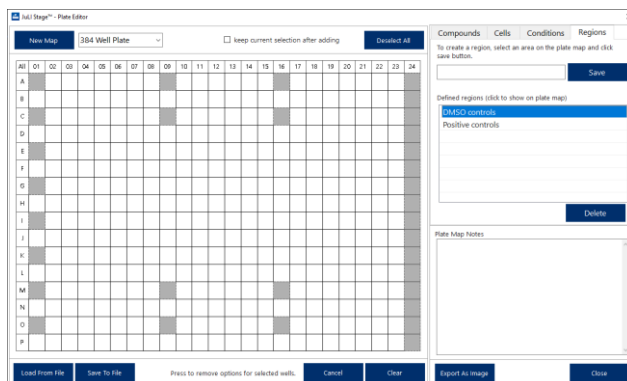 JuLI Stage™ - Plate Editor
New Map
384 Well Plate
keep current selection after adding
Deselect All
All 01 02 03 04 05 06 07 08 09 10 11 12 13 14 15 16 17 18 19 20 21 22 23 24
A
B
C
D
E
F
G
H
I
J
K
L
M
N
O
P
Load From File
Save To File
Press to remove options for selected wells.
Cancel
Clear
Compounds Cells Conditions Regions
To create a region, select an area on the plate map and click
save button.
Save
Defined regions (click to show on plate map)
DMSO controls
Positive controls
Delete
Plate Map Notes
Export As Image
Close